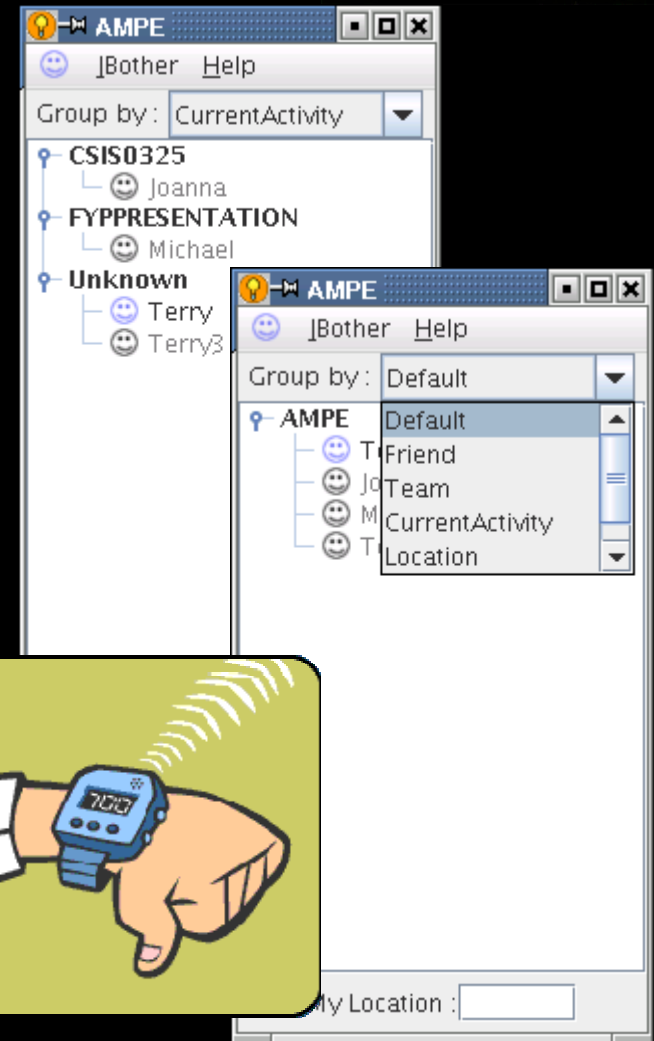 AMPE
JBother Help
Group by : CurrentActivity
CSIS0325
Joanna
FYPPRESENTATION
Michael
Unknown
Terry
Terry3
AMPE
JBother Help
Group by : Default
AMPE
Default
Friend
Team
CurrentActivity
Location
My Location :